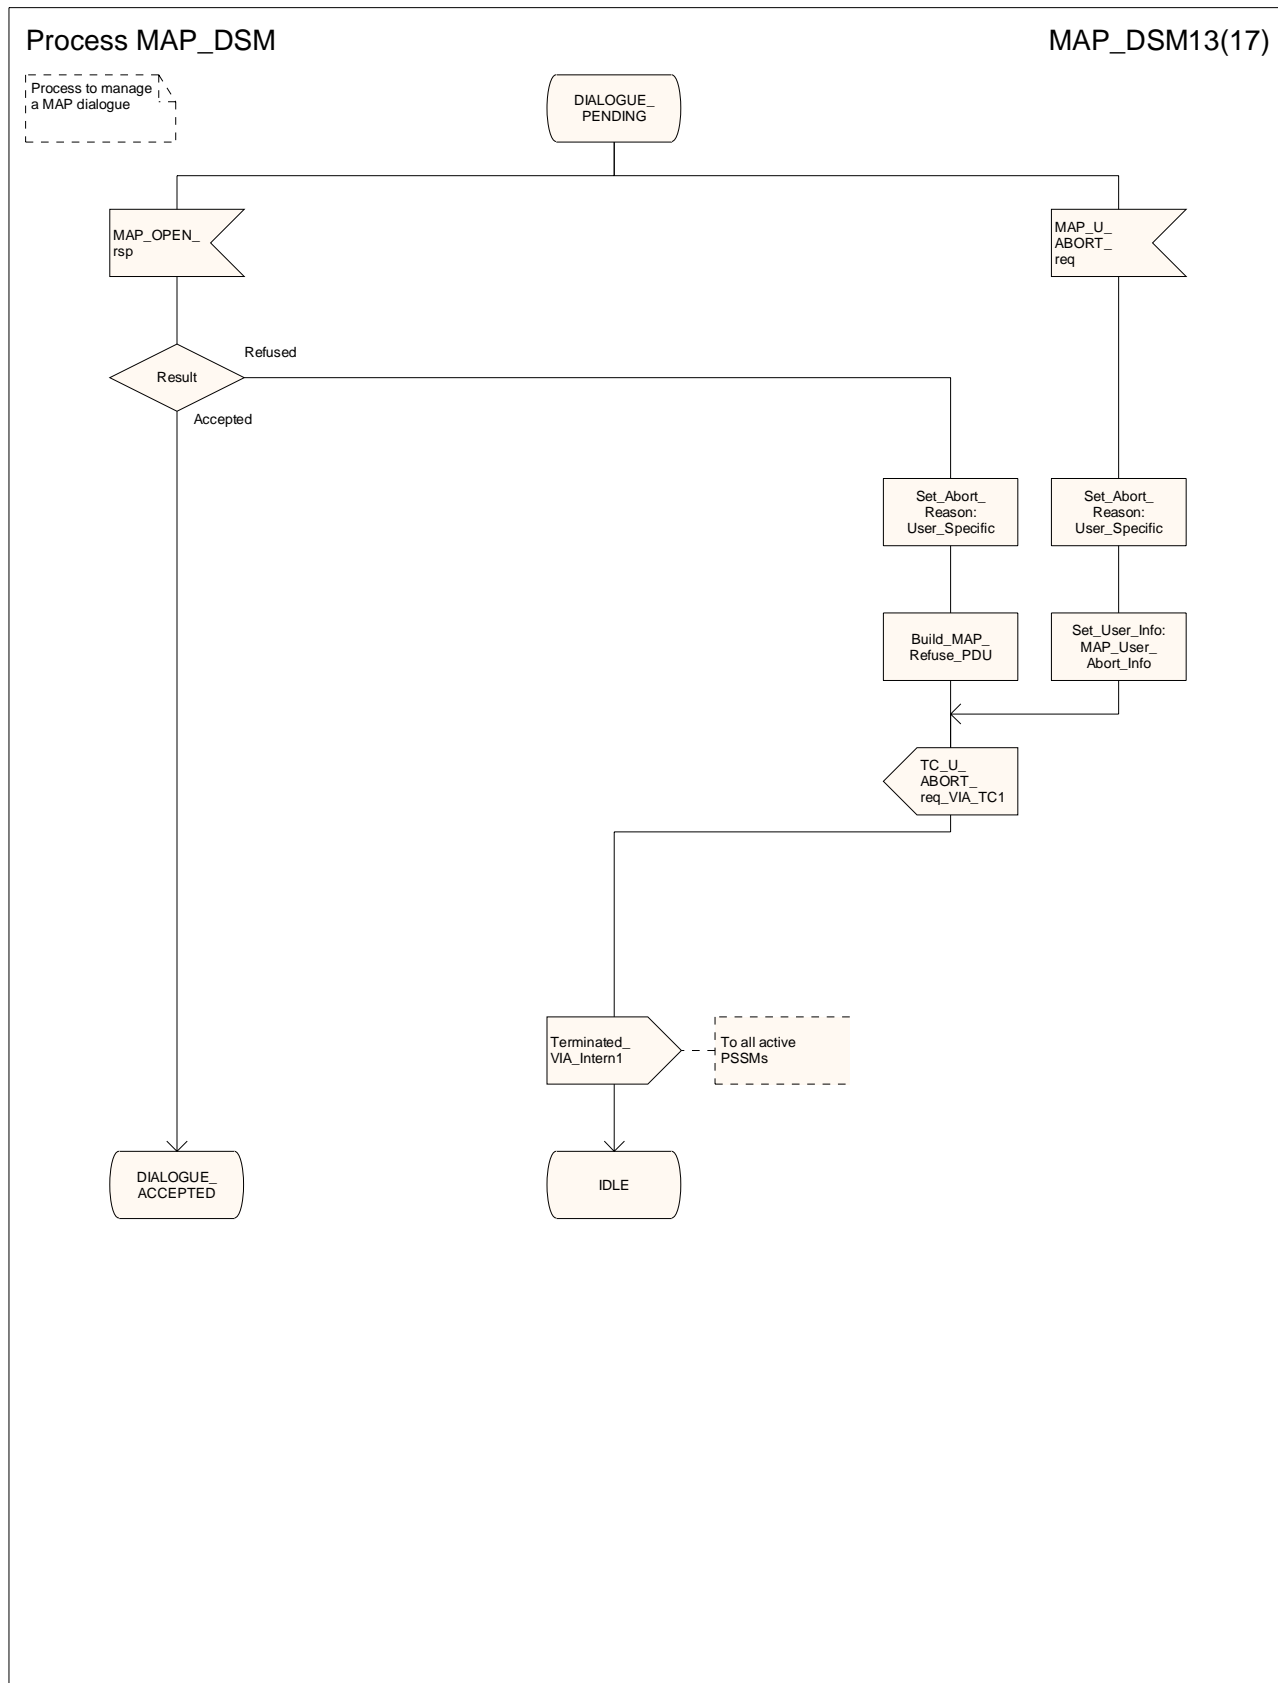 Process MAP_DSM
MAP_DSM13(17)
Process to manage
a MAP dialogue
DIALOGUE_
PENDING
MAP_OPEN_
rsp
MAP_U_
ABORT_
req
Result
Refused
Accepted
Set_Abort_
Reason:
User_Specific
Set_Abort_
Reason:
User_Specific
Build_MAP_
Refuse_PDU
Set_User_Info:
MAP_User_
Abort_Info
TC_U_
ABORT_
req_VIA_TC1
Terminated_
VIA_Intern1
To all active
PSSMs
DIALOGUE_
ACCEPTED
IDLE